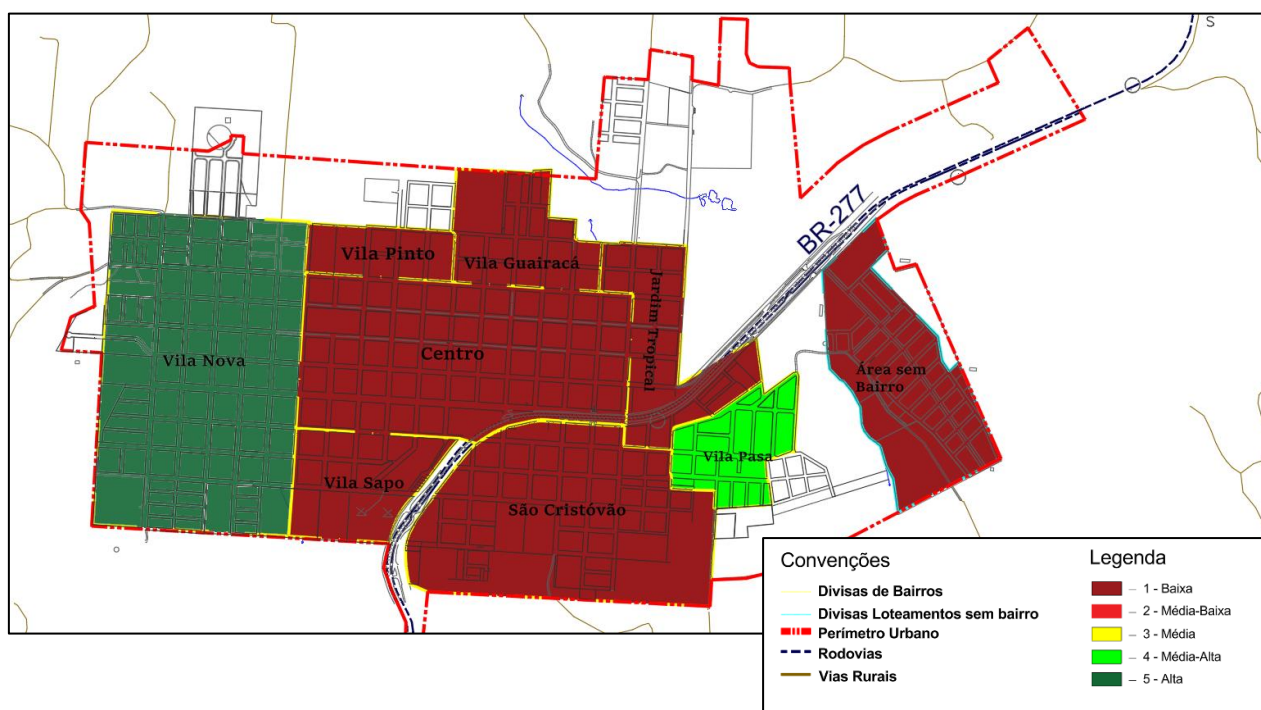 S
BR-277
Vila Pinto
Vila Guairacá
Jardim Tropical
Vila Nova
Centro
Área sem
Bairro
Vila Pasa
Vila Sapo
São Cristóvão
Convenções
Divisas de Bairros
Divisas Loteamentos sem bairro
Perímetro Urbano
Rodovias
Vias Rurais
Legenda
– 1 - Baixa
– 2 - Média-Baixa
– 3 - Média
– 4 - Média-Alta
– 5 - Alta